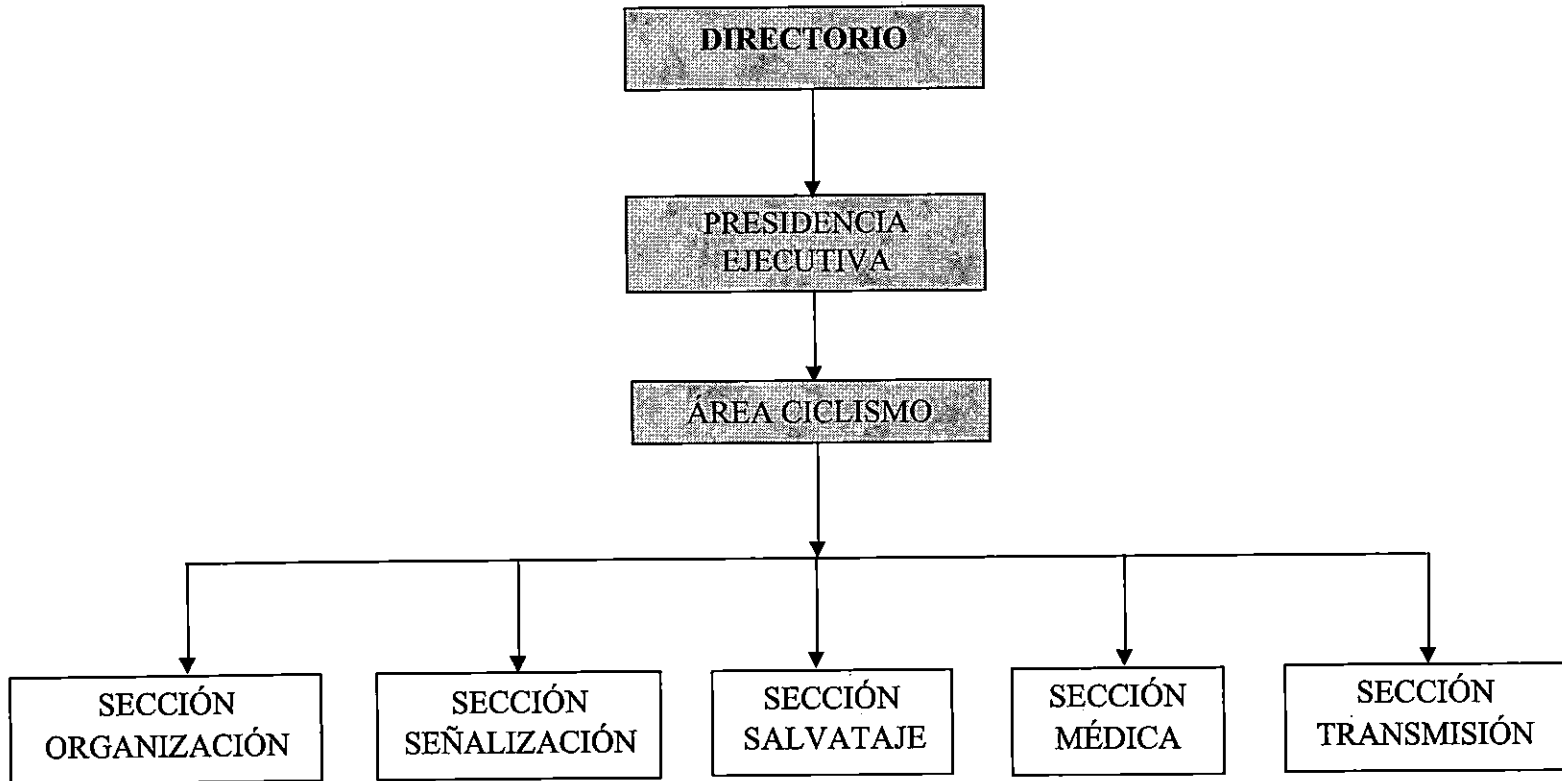 DIRECTORIO
PRESIDENCIA
EJECUTIVA
ÁREA CICLISMO
SECCIÓN
ORGANIZACIÓN
SECCIÓN
SEÑALIZACIÓN
SECCIÓN
SALVATAJE
SECCIÓN
MÉDICA
SECCIÓN
TRANSMISIÓN